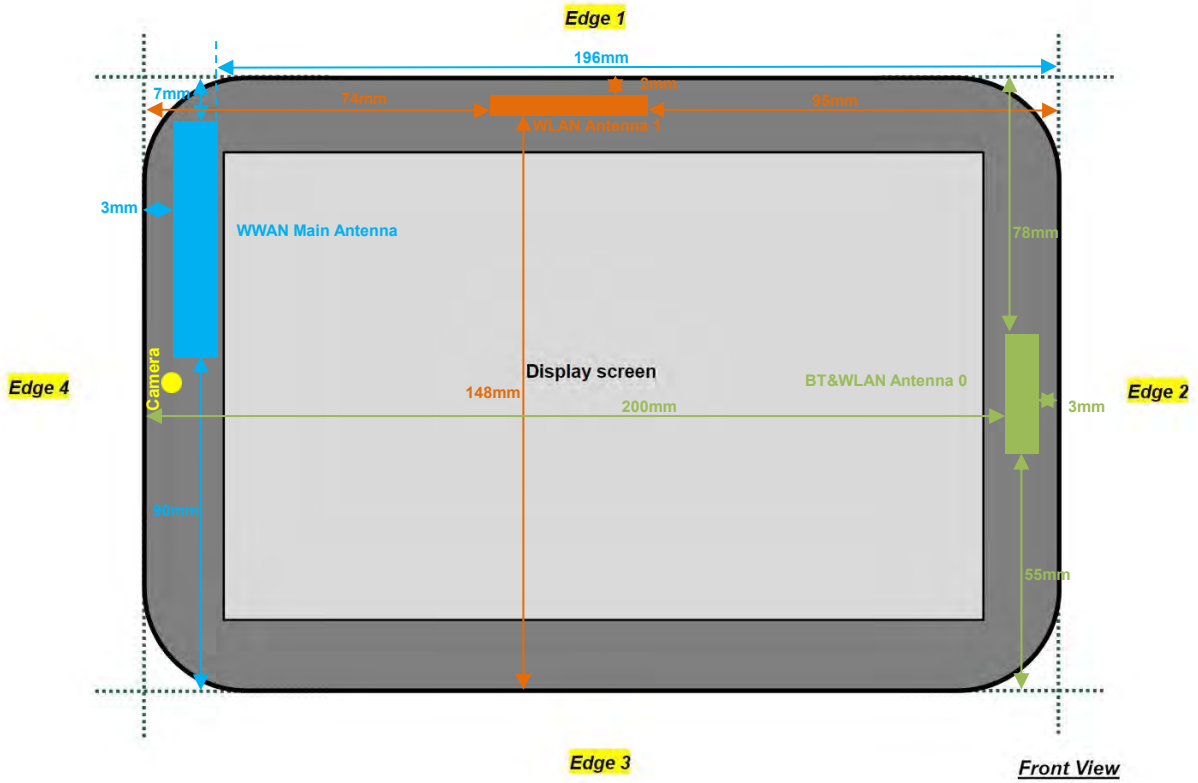 Edge 1
196mm
7mm
2mm
74mm
96mm
WLAN Antenna 1
3mm
WWAN Main Antenna
78mm
Camera
Display screen
BT&WLAN Antenna 0
Edge 4
148mm
200mm
3mm
Edge 2
90mm
55mm
Edge 3
Front View